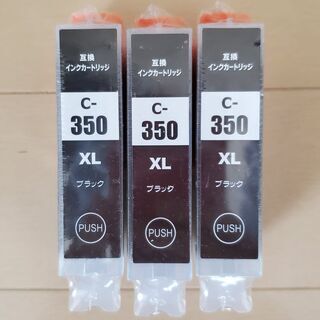 互換
インクカートリッジ
C-
350
XL
ブラック
PUSH
互換
インクカートリッジ
C-
350
XL
ブラック
PUSH
互換
インクカートリッジ
C-
350
XL
ブラック
PUSH